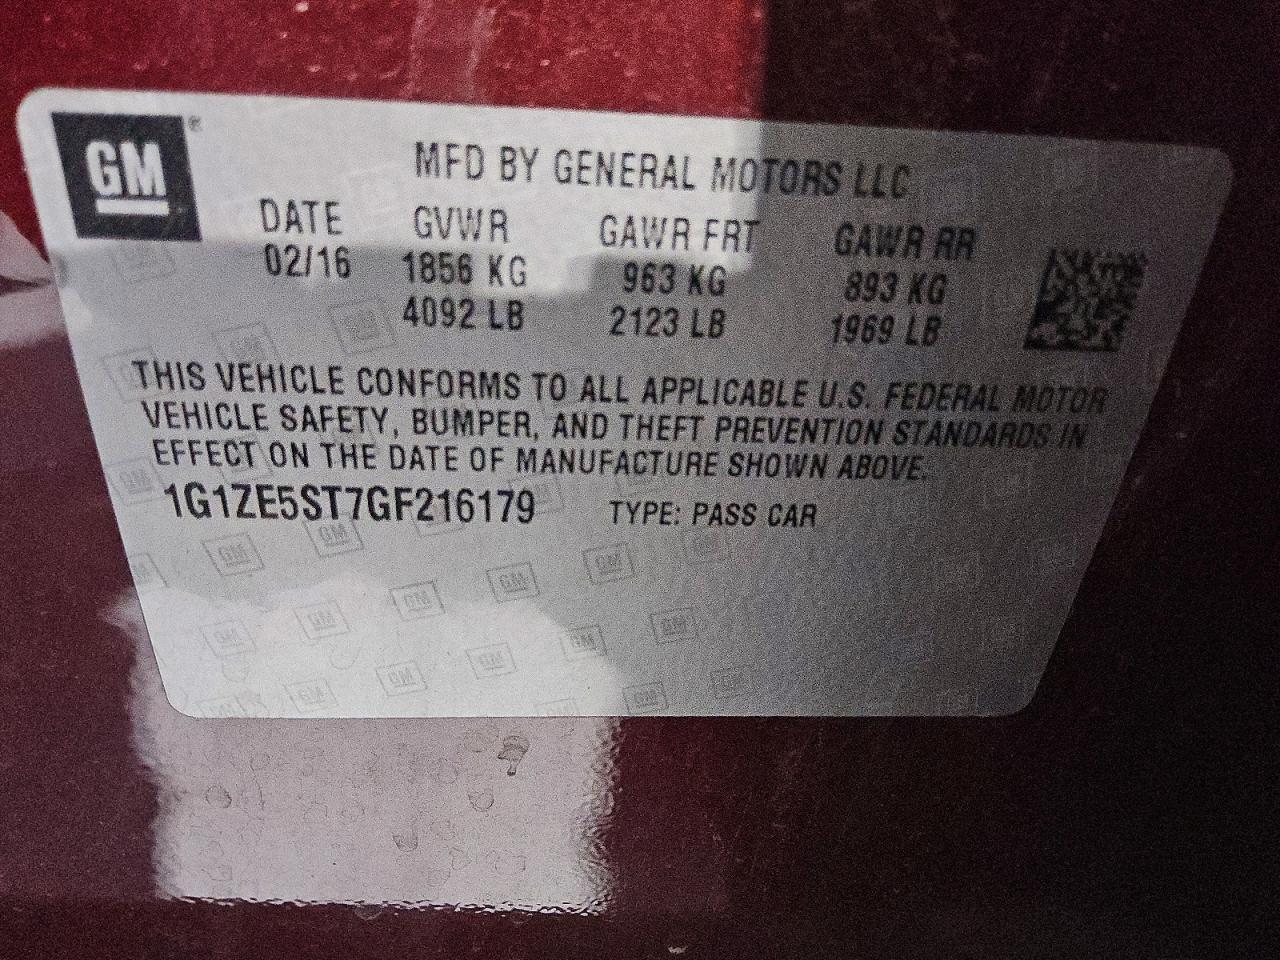 GM ®
MFD BY GENERAL MOTORS LLC
DATE GVWR GAWR FRT GAWR RR
02/16 1856 KG 963 KG 893 KG
4092 LB 2123 LB 1969 LB
THIS VEHICLE CONFORMS TO ALL APPLICABLE U.S. FEDERAL MOTOR
VEHICLE SAFETY, BUMPER, AND THEFT PREVENTION STANDARDS IN
EFFECT ON THE DATE OF MANUFACTURE SHOWN ABOVE.
1G1ZE5ST7GF216179 TYPE: PASS CAR